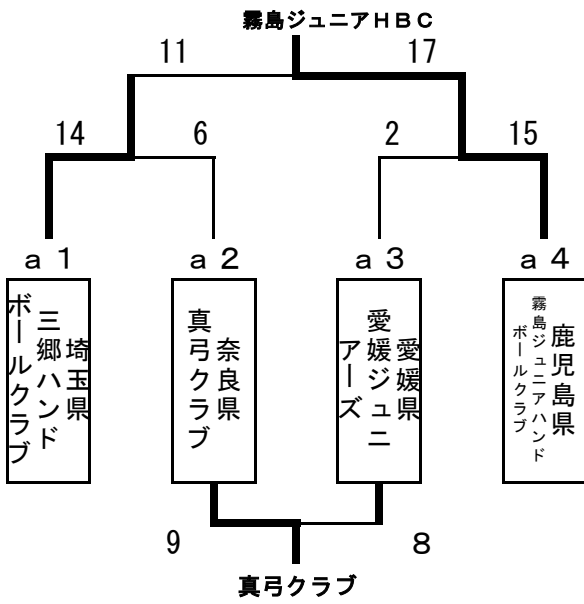 霧島ジュニアＨＢＣ
11
17
14
6
2
15
ａ１
ａ２
ａ３
ａ４
埼玉県
三郷ハンド
ボールクラブ
奈良県
真弓クラブ
愛媛県
愛媛ジュニ
アーズ
鹿児島県
霧島ジュニアハンド
ボールクラブ
9
８
真弓クラブ